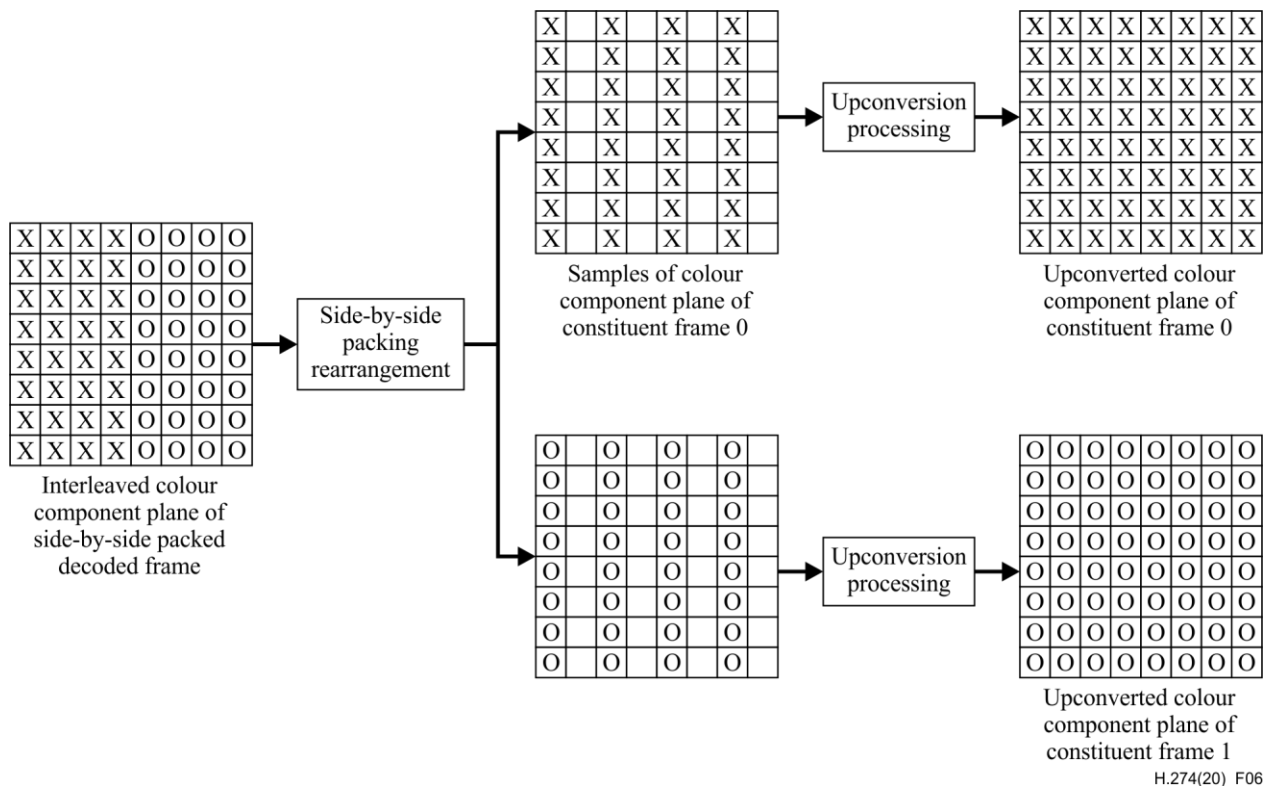 X X X X O O O O
X X X X O O O O
X X X X O O O O
X X X X O O O O
X X X X O O O O
X X X X O O O O
X X X X O O O O
X X X X O O O O
Interleaved colour
component plane of
side-by-side packed
decoded frame
Side-by-side
packing
rearrangement
X X X X
X X X X
X X X X
X X X X
X X X X
X X X X
X X X X
X X X X
Samples of colour
component plane of
constituent frame 0
Upconversion
processing
X X X X X X X X
X X X X X X X X
X X X X X X X X
X X X X X X X X
X X X X X X X X
X X X X X X X X
X X X X X X X X
X X X X X X X X
Upconverted colour
component plane of
constituent frame 0
O O O O
O O O O
O O O O
O O O O
O O O O
O O O O
O O O O
O O O O
Upconversion
processing
O O O O O O O O
O O O O O O O O
O O O O O O O O
O O O O O O O O
O O O O O O O O
O O O O O O O O
O O O O O O O O
O O O O O O O O
Upconverted colour
component plane of
constituent frame 1
H.274(20)_F06